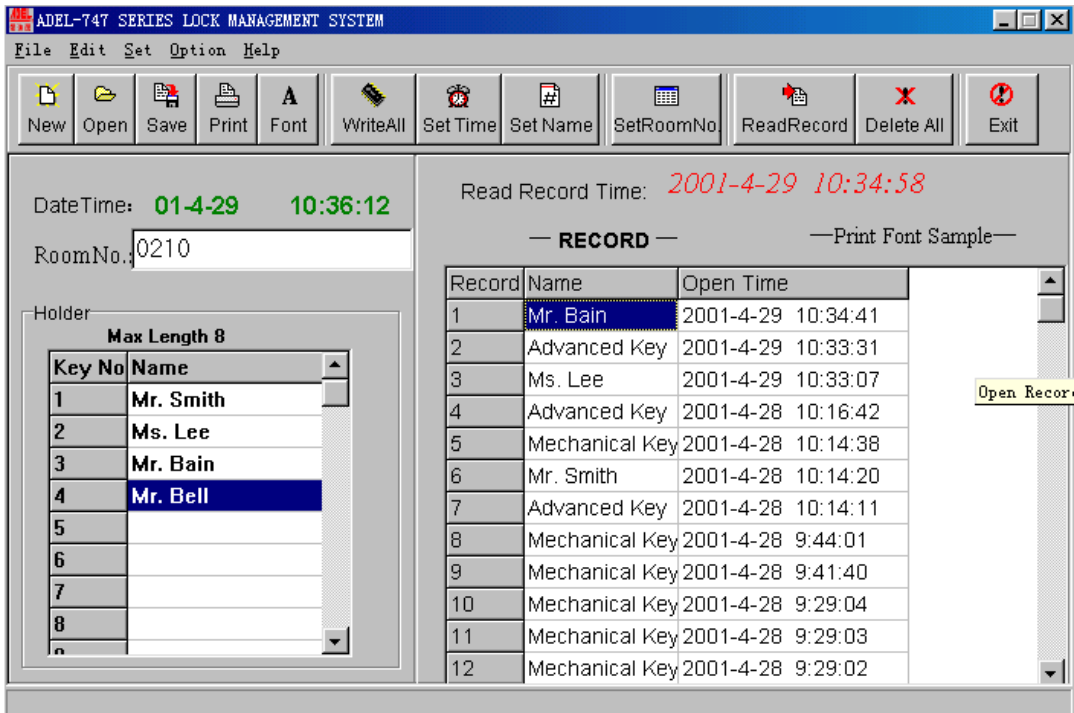 ADEL-747 SERIES LOCK MANAGEMENT SYSTEM
File Edit Set Option Help
New Open Save Print Font WriteAll Set Time Set Name SetRoomNo. ReadRecord Delete All Exit
DateTime: 01-4-29 10:36:12
RoomNo.: 0210
Holder
Max Length 8
Key No Name
1 Mr. Smith
2 Ms. Lee
3 Mr. Bain
4 Mr. Bell
5
6
7
8
Read Record Time: 2001-4-29 10:34:58
— RECORD —
—Print Font Sample—
Record Name Open Time
1 Mr. Bain 2001-4-29 10:34:41
2 Advanced Key 2001-4-29 10:33:31
3 Ms. Lee 2001-4-29 10:33:07
4 Advanced Key 2001-4-28 10:16:42
5 Mechanical Key 2001-4-28 10:14:38
6 Mr. Smith 2001-4-28 10:14:20
7 Advanced Key 2001-4-28 10:14:11
8 Mechanical Key 2001-4-28 9:44:01
9 Mechanical Key 2001-4-28 9:41:40
10 Mechanical Key 2001-4-28 9:29:04
11 Mechanical Key 2001-4-28 9:29:03
12 Mechanical Key 2001-4-28 9:29:02
Open Recor